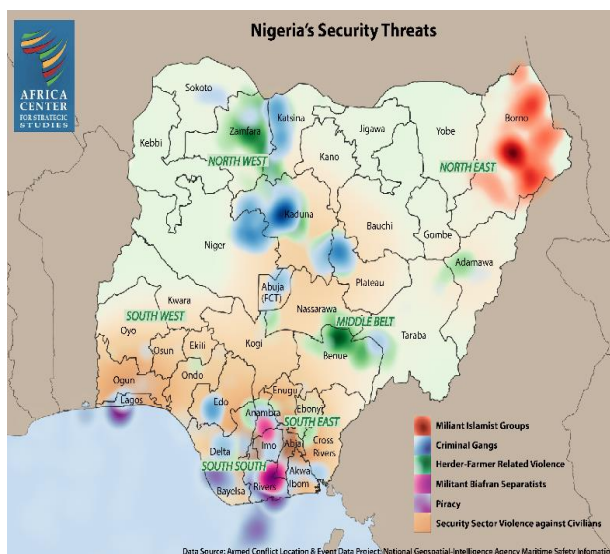 Nigeria's Security Threats
AFRICA
CENTER
FOR STRATEGIC
STUDIES
Sokoto
Katsina
Zamfara
Kebbi
Jigawa
Yobe
Borno
Kano
NORTH WEST
NORTH EAST
Kaduna
Niger
Bauchi
Gombe
Adamawa
Abuja
(FCT)
Plateau
Kwara
Nassarawa
SOUTH WEST
MIDDLE BELT
Oyo
Kogi
Taraba
Osun
Ekili
Benue
Ogun
Ondo
Lagos
Edo
Enugu
Anambra
Ebony
SOUTH EAST
Delta
Imo
Cross
Rivers
SOUTH SOUTH
Akwa
Ibom
Bayelsa
Rivers
Miliant Islamist Groups
Criminal Gangs
Herder-Farmer Related Violence
Militant Biafran Separatists
Piracy
Security Sector Violence against Civilians
Data Source: Armed Conflict Location & Event Data Project; National Geospatial-Intelligence Agency Maritime Safety